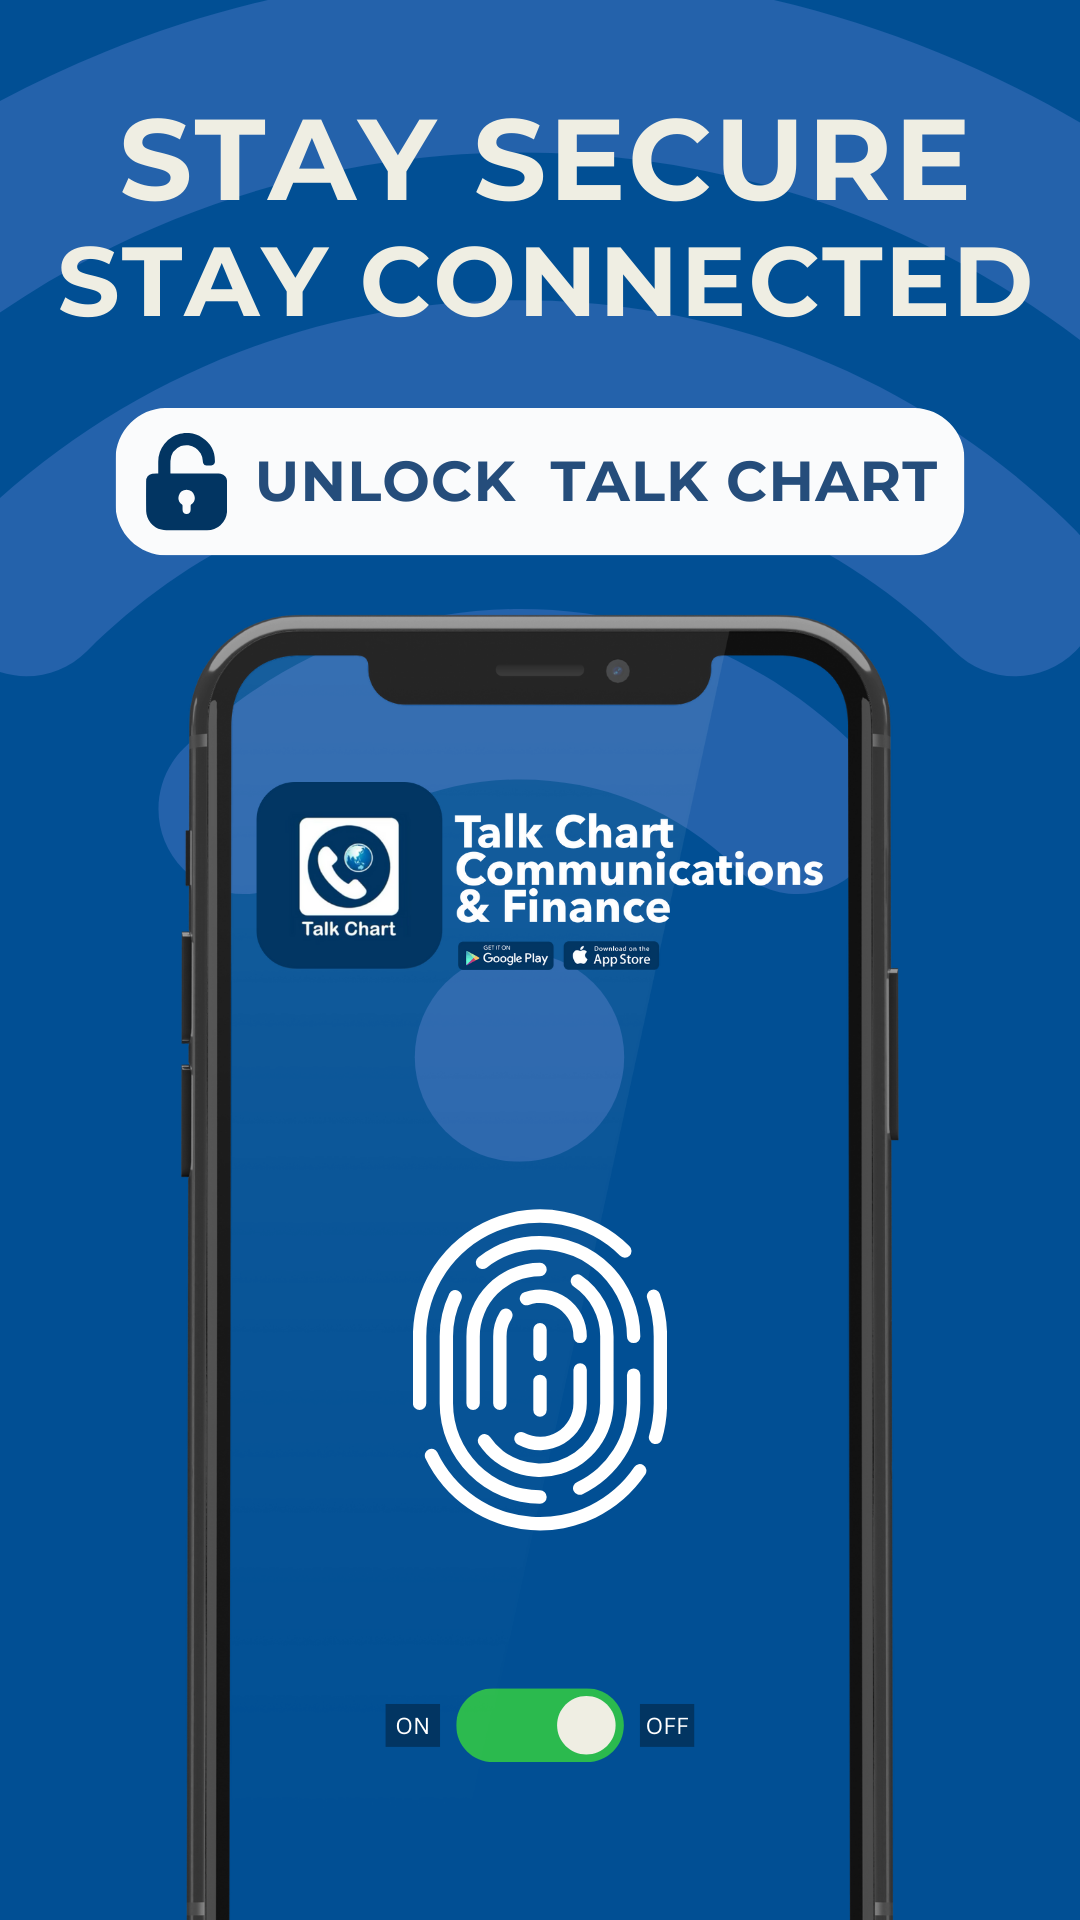 STAY SECURE
STAY CONNECTED
UNLOCK TALK CHART
Talk Chart
Talk Chart
Communications
& Finance
GET IT ON
Google Play
Download on the
App Store
ON
OFF